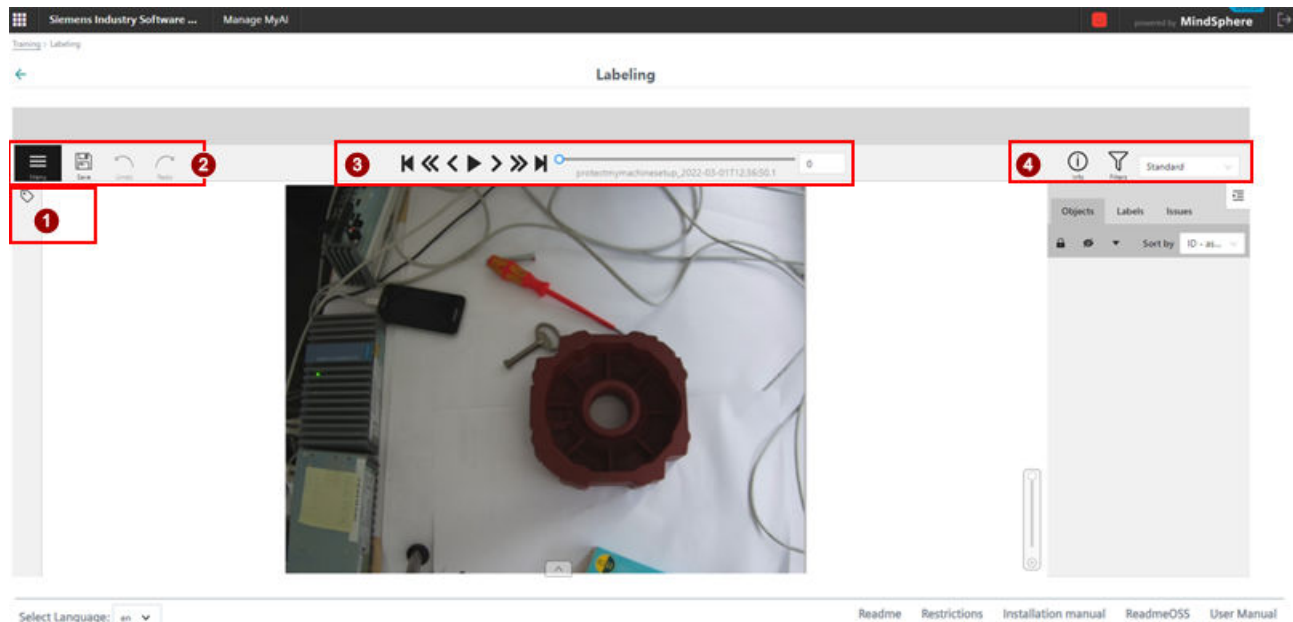 Siemens Industry Software ... Manage MyAI powered by MindSphere
Training > Labeling
Labeling
Menu Save Undo Redo 2 3 protectmymachinesetup_2022-03-01T12:36:50.1 0 4 Info Filters Standard
1
Objects Labels Issues
Sort by ID - as...
Select Language: en Readme Restrictions Installation manual ReadmeOSS User Manual